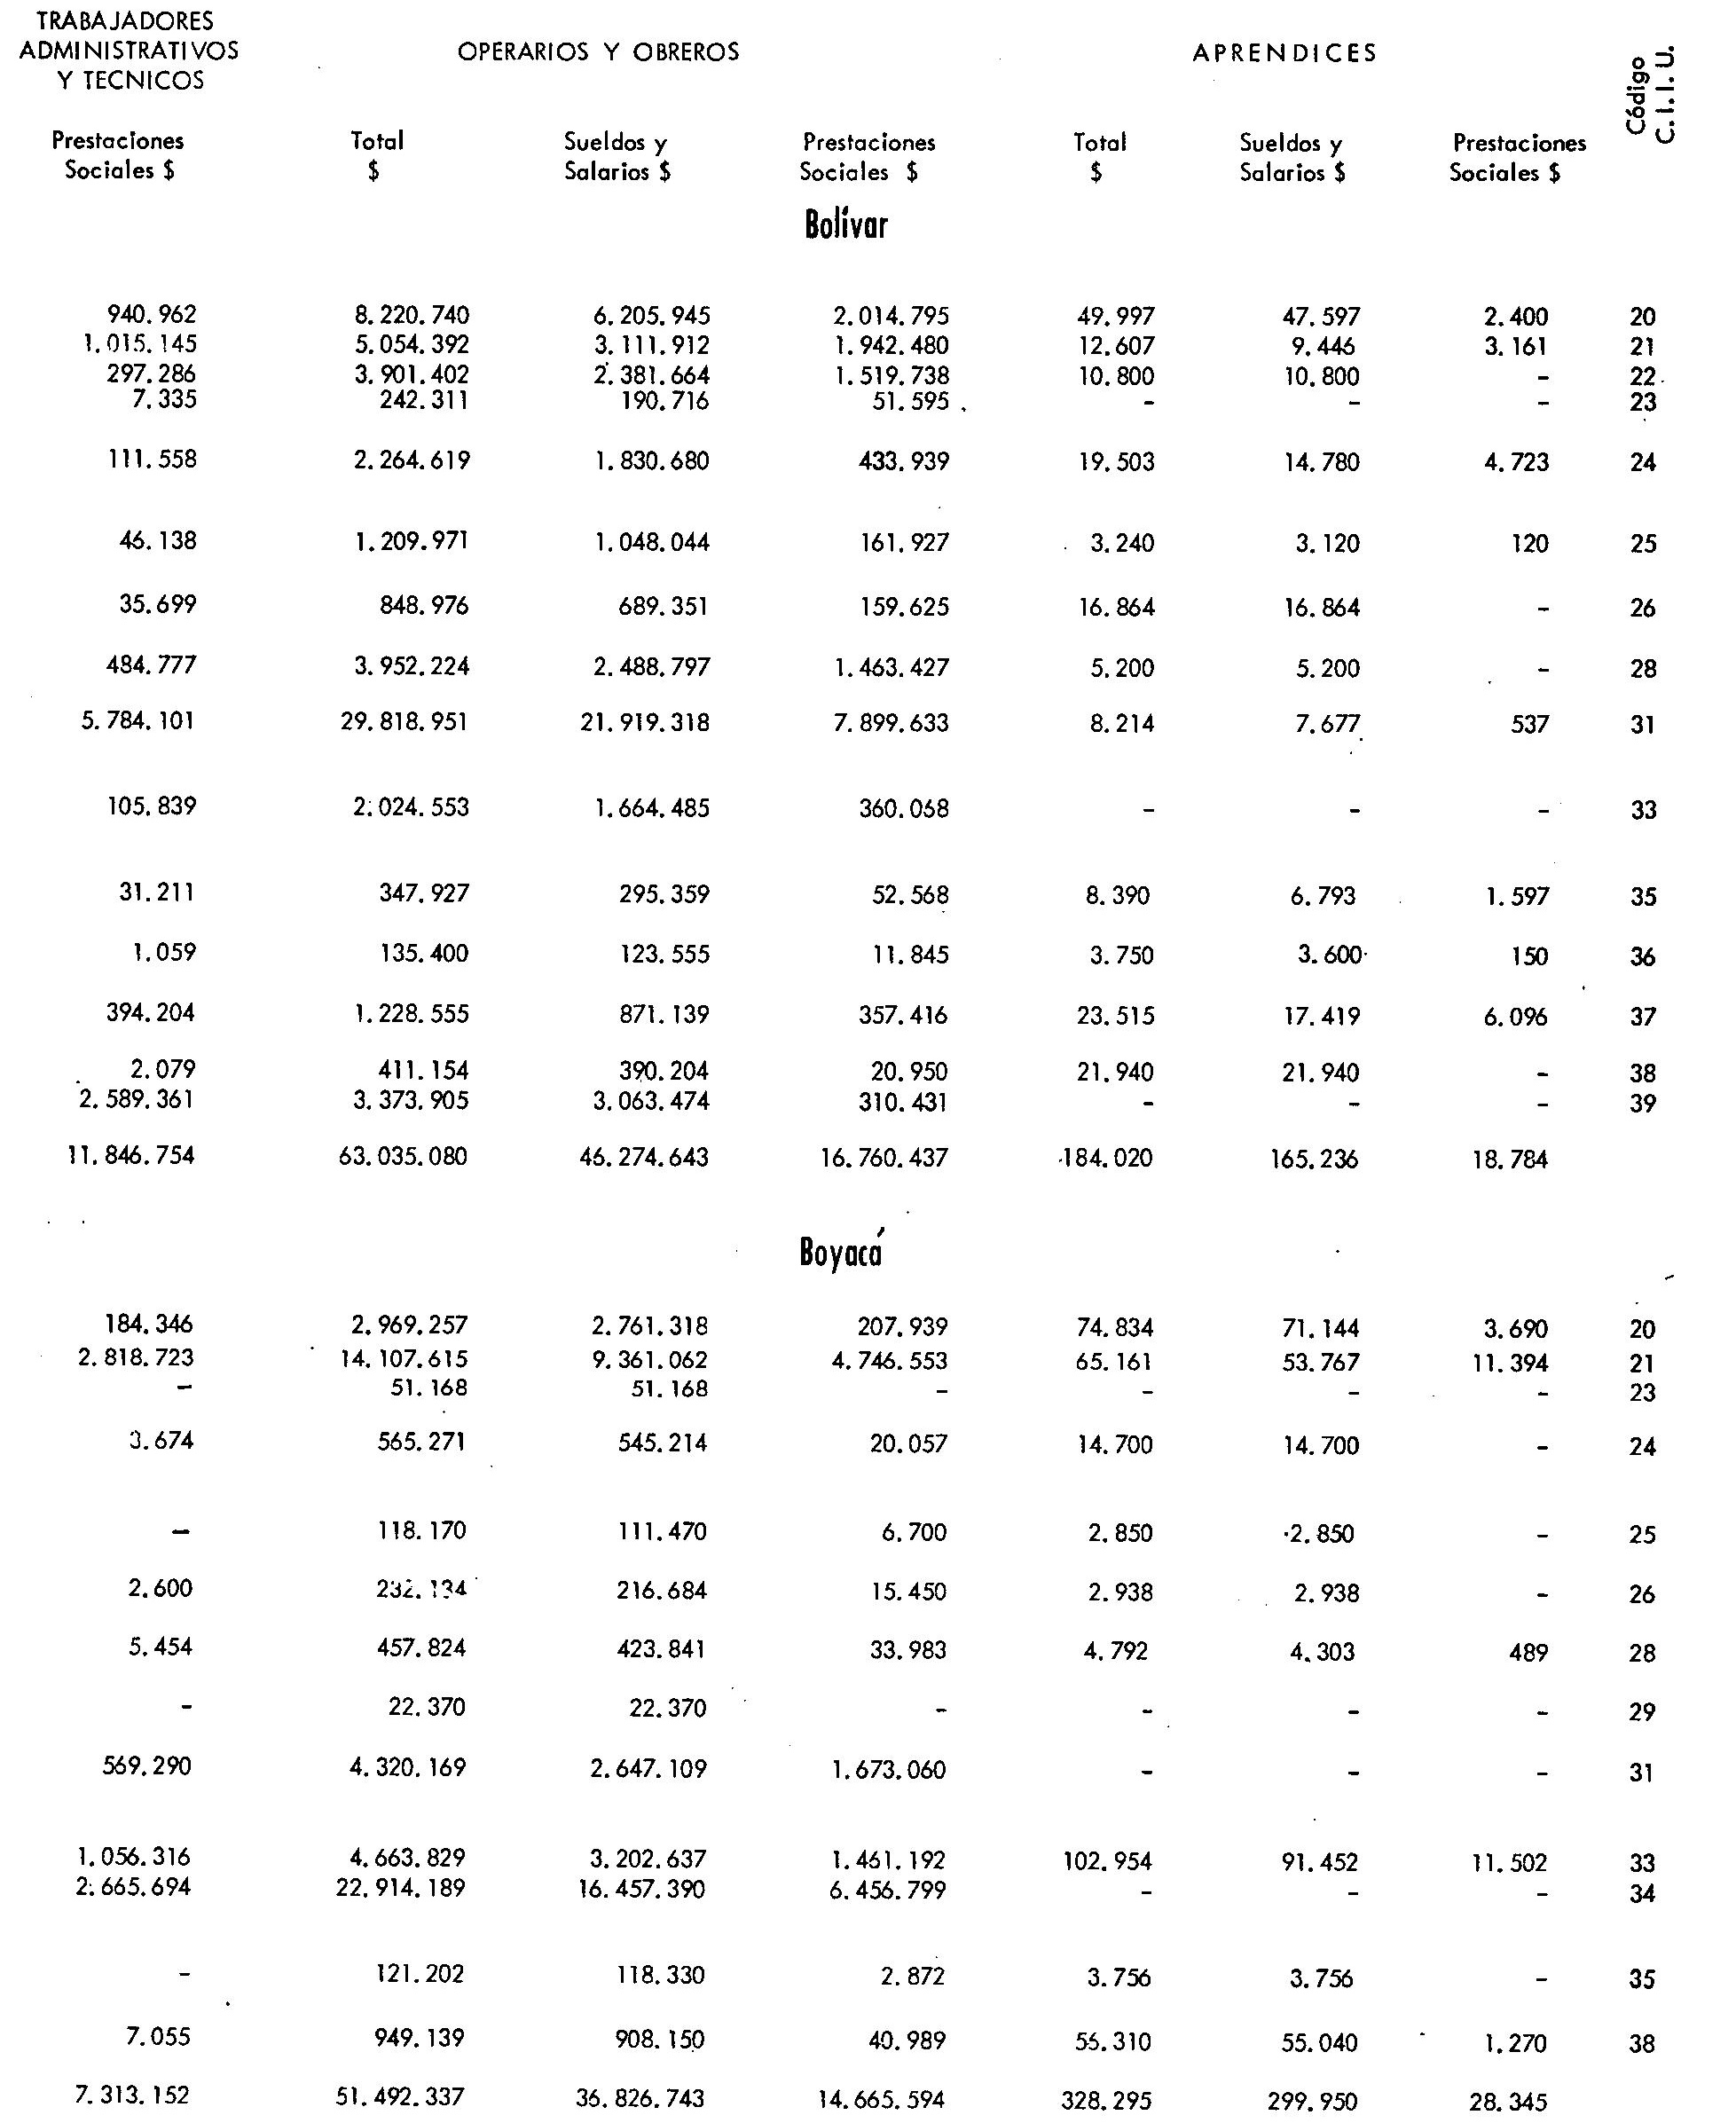 TRABAJADORES
ADMINISTRATIVOS OPERARIOS Y OBREROS APRENDICES
Y TECNICOS
Código
C.I.I.U.
Prestaciones Total Sueldos y Prestaciones Total Sueldos y Prestaciones
Sociales $ $ Salarios $ Sociales $ $ Salarios $ Sociales $
Bolívar
940.962 8.220.740 6.205.945 2.014.795 49.997 47.597 2.400 20
1.015.145 5.054.392 3.111.912 1.942.480 12.607 9.446 3.161 21
297.286 3.901.402 2.381.664 1.519.738 10.800 10.800 - 22
7.335 242.311 190.716 51.595 - - - 23
111.558 2.264.619 1.830.680 433.939 19.503 14.780 4.723 24
46.138 1.209.971 1.048.044 161.927 3.240 3.120 120 25
35.699 848.976 689.351 159.625 16.864 16.864 - 26
484.777 3.952.224 2.488.797 1.463.427 5.200 5.200 - 28
5.784.101 29.818.951 21.919.318 7.899.633 8.214 7.677 537 31
105.839 2.024.553 1.664.485 360.068 - - - 33
31.211 347.927 295.359 52.568 8.390 6.793 1.597 35
1.059 135.400 123.555 11.845 3.750 3.600 150 36
394.204 1.228.555 871.139 357.416 23.515 17.419 6.096 37
2.079 411.154 390.204 20.950 21.940 21.940 - 38
2.589.361 3.373.905 3.063.474 310.431 - - - 39
11.846.754 63.035.080 46.274.643 16.760.437 184.020 165.236 18.784
Boyacá
184.346 2.969.257 2.761.318 207.939 74.834 71.144 3.690 20
2.818.723 14.107.615 9.361.062 4.746.553 65.161 53.767 11.394 21
- 51.168 51.168 - - - - 23
3.674 565.271 545.214 20.057 14.700 14.700 - 24
- 118.170 111.470 6.700 2.850 2.850 - 25
2.600 232.134 216.684 15.450 2.938 2.938 - 26
5.454 457.824 423.841 33.983 4.792 4.303 489 28
- 22.370 22.370 - - - - 29
569.290 4.320.169 2.647.109 1.673.060 - - - 31
1.056.316 4.663.829 3.202.637 1.461.192 102.954 91.452 11.502 33
2.665.694 22.914.189 16.457.390 6.456.799 - - - 34
- 121.202 118.330 2.872 3.756 3.756 - 35
7.055 949.139 908.150 40.989 56.310 55.040 1.270 38
7.313.152 51.492.337 36.826.743 14.665.594 328.295 299.950 28.345